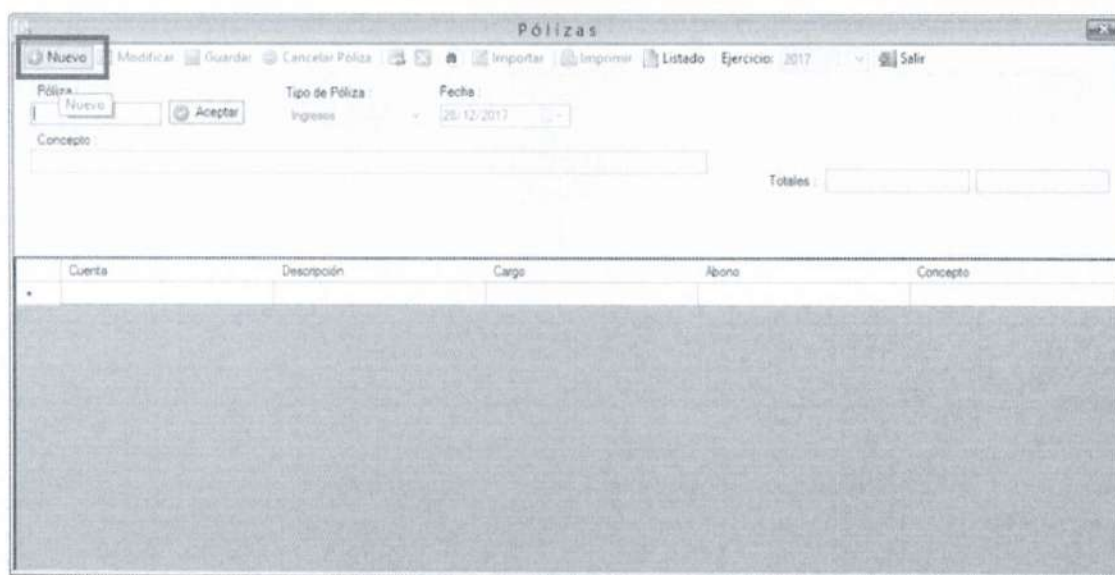 Pólizas
Nuevo Modificar Guardar Cancelar Póliza Importar Imprimir Listado Ejercicio: 2017 Salir
Póliza : Tipo de Póliza : Fecha :
Nuevo Aceptar Ingresos 28/12/2017
Concepto :
Totales :
Cuenta Descripción Cargo Abono Concepto